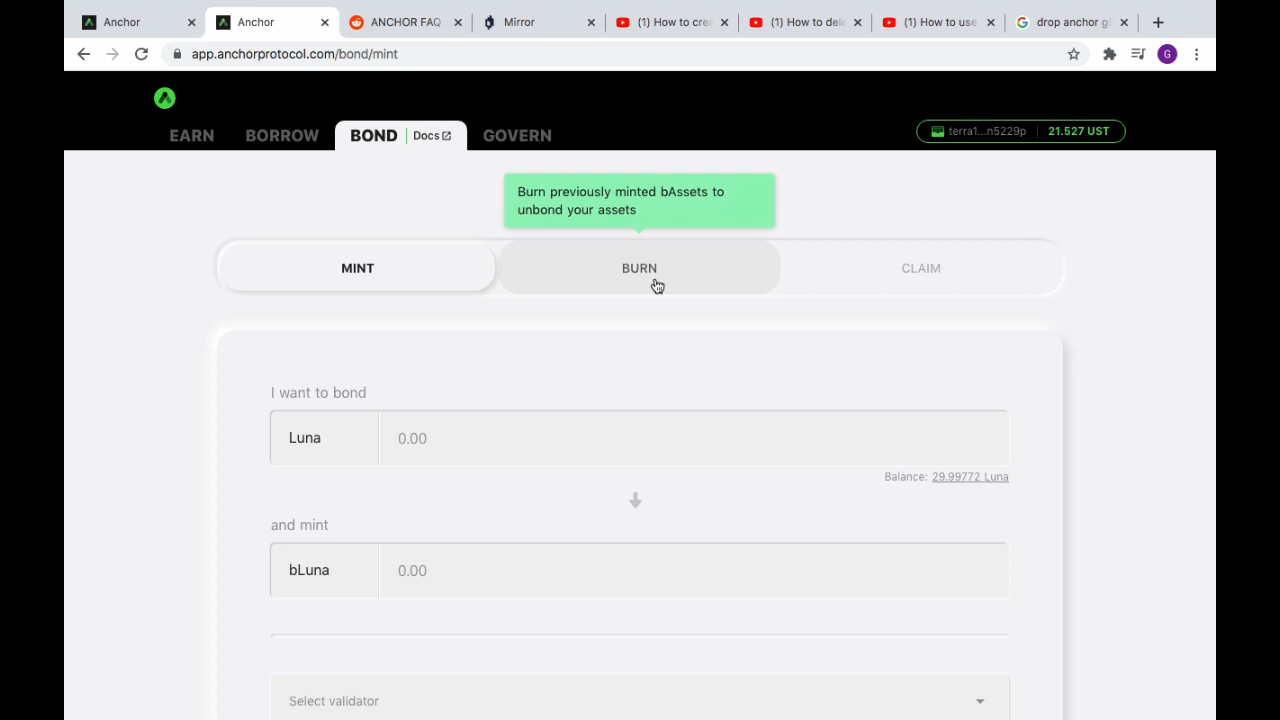 Anchor
Anchor
ANCHOR FAQ
Mirror
(1) How to crea
(1) How to dele
(1) How to use
drop anchor gi
app.anchorprotocol.com/bond/mint
G
EARN
BORROW
BOND
Docs
GOVERN
terra1...n5229p
21.527 UST
Burn previously minted bAssets to
unbond your assets
MINT
BURN
CLAIM
I want to bond
Luna
0.00
Balance: 29.99772 Luna
and mint
bLuna
0.00
Select validator